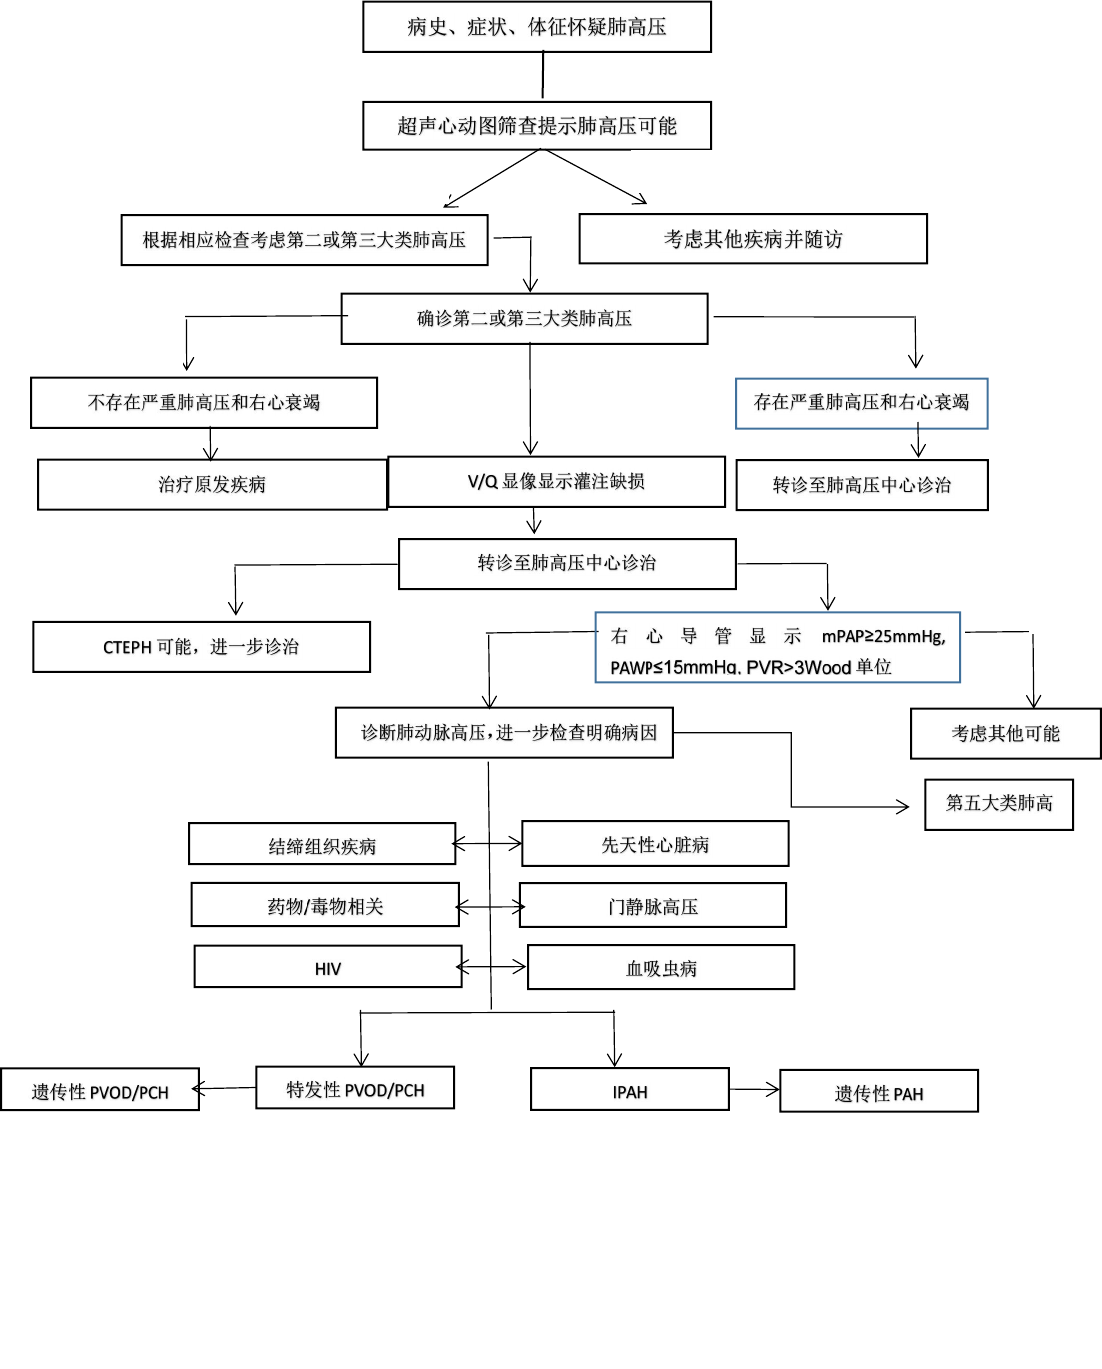 病史、症状、体征怀疑肺高压
超声心动图筛查提示肺高压可能
根据相应检查考虑第二或第三大类肺高压
考虑其他疾病并随访
确诊第二或第三大类肺高压
不存在严重肺高压和右心衰竭
存在严重肺高压和右心衰竭
治疗原发疾病
V/Q 显像显示灌注缺损
转诊至肺高压中心诊治
转诊至肺高压中心诊治
CTEPH 可能，进一步诊治
右心导管显示 mPAP≥25mmHg,
PAWP≤15mmHg, PVR>3Wood 单位
诊断肺动脉高压，进一步检查明确病因
考虑其他可能
第五大类肺高
结缔组织疾病
先天性心脏病
药物/毒物相关
门静脉高压
HIV
血吸虫病
遗传性 PVOD/PCH
特发性 PVOD/PCH
IPAH
遗传性 PAH